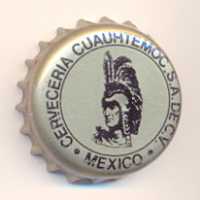 CERVECERIA CUAUHTEMOC, S.A. DE C.V.
• MEXICO •